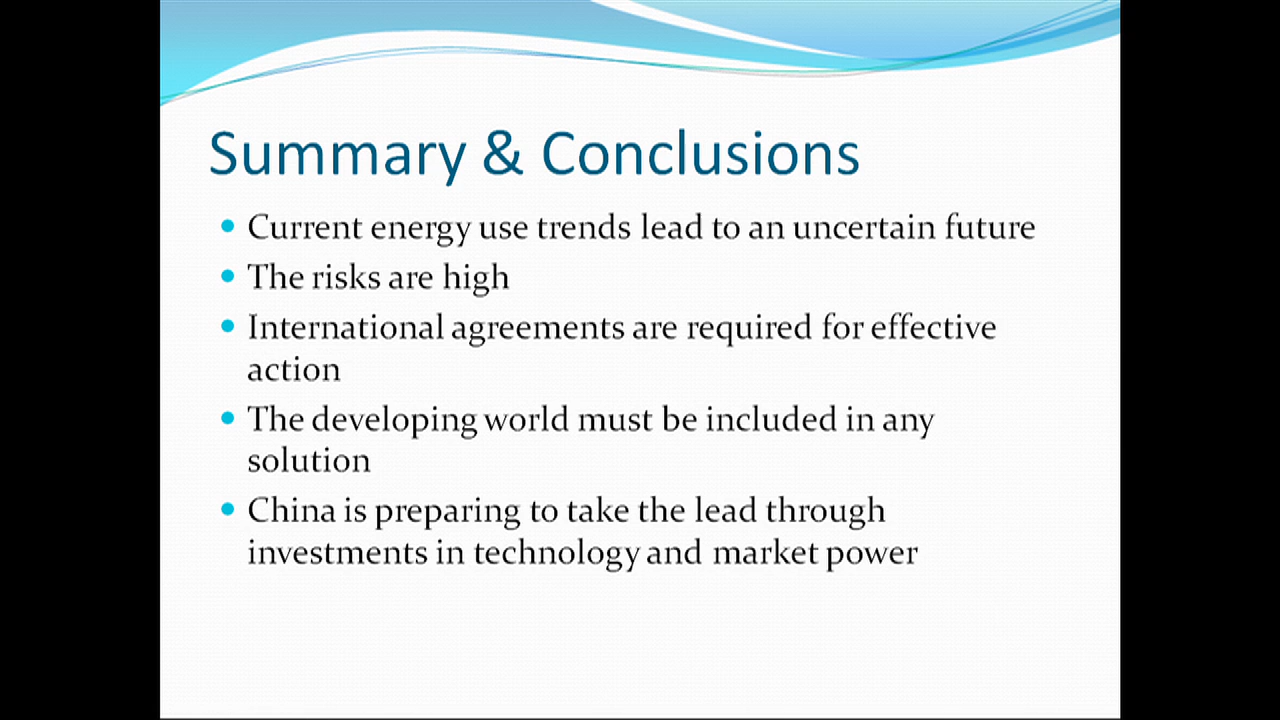 Summary & Conclusions
Current energy use trends lead to an uncertain future
The risks are high
International agreements are required for effective
action
The developing world must be included in any
solution
China is preparing to take the lead through
investments in technology and market power